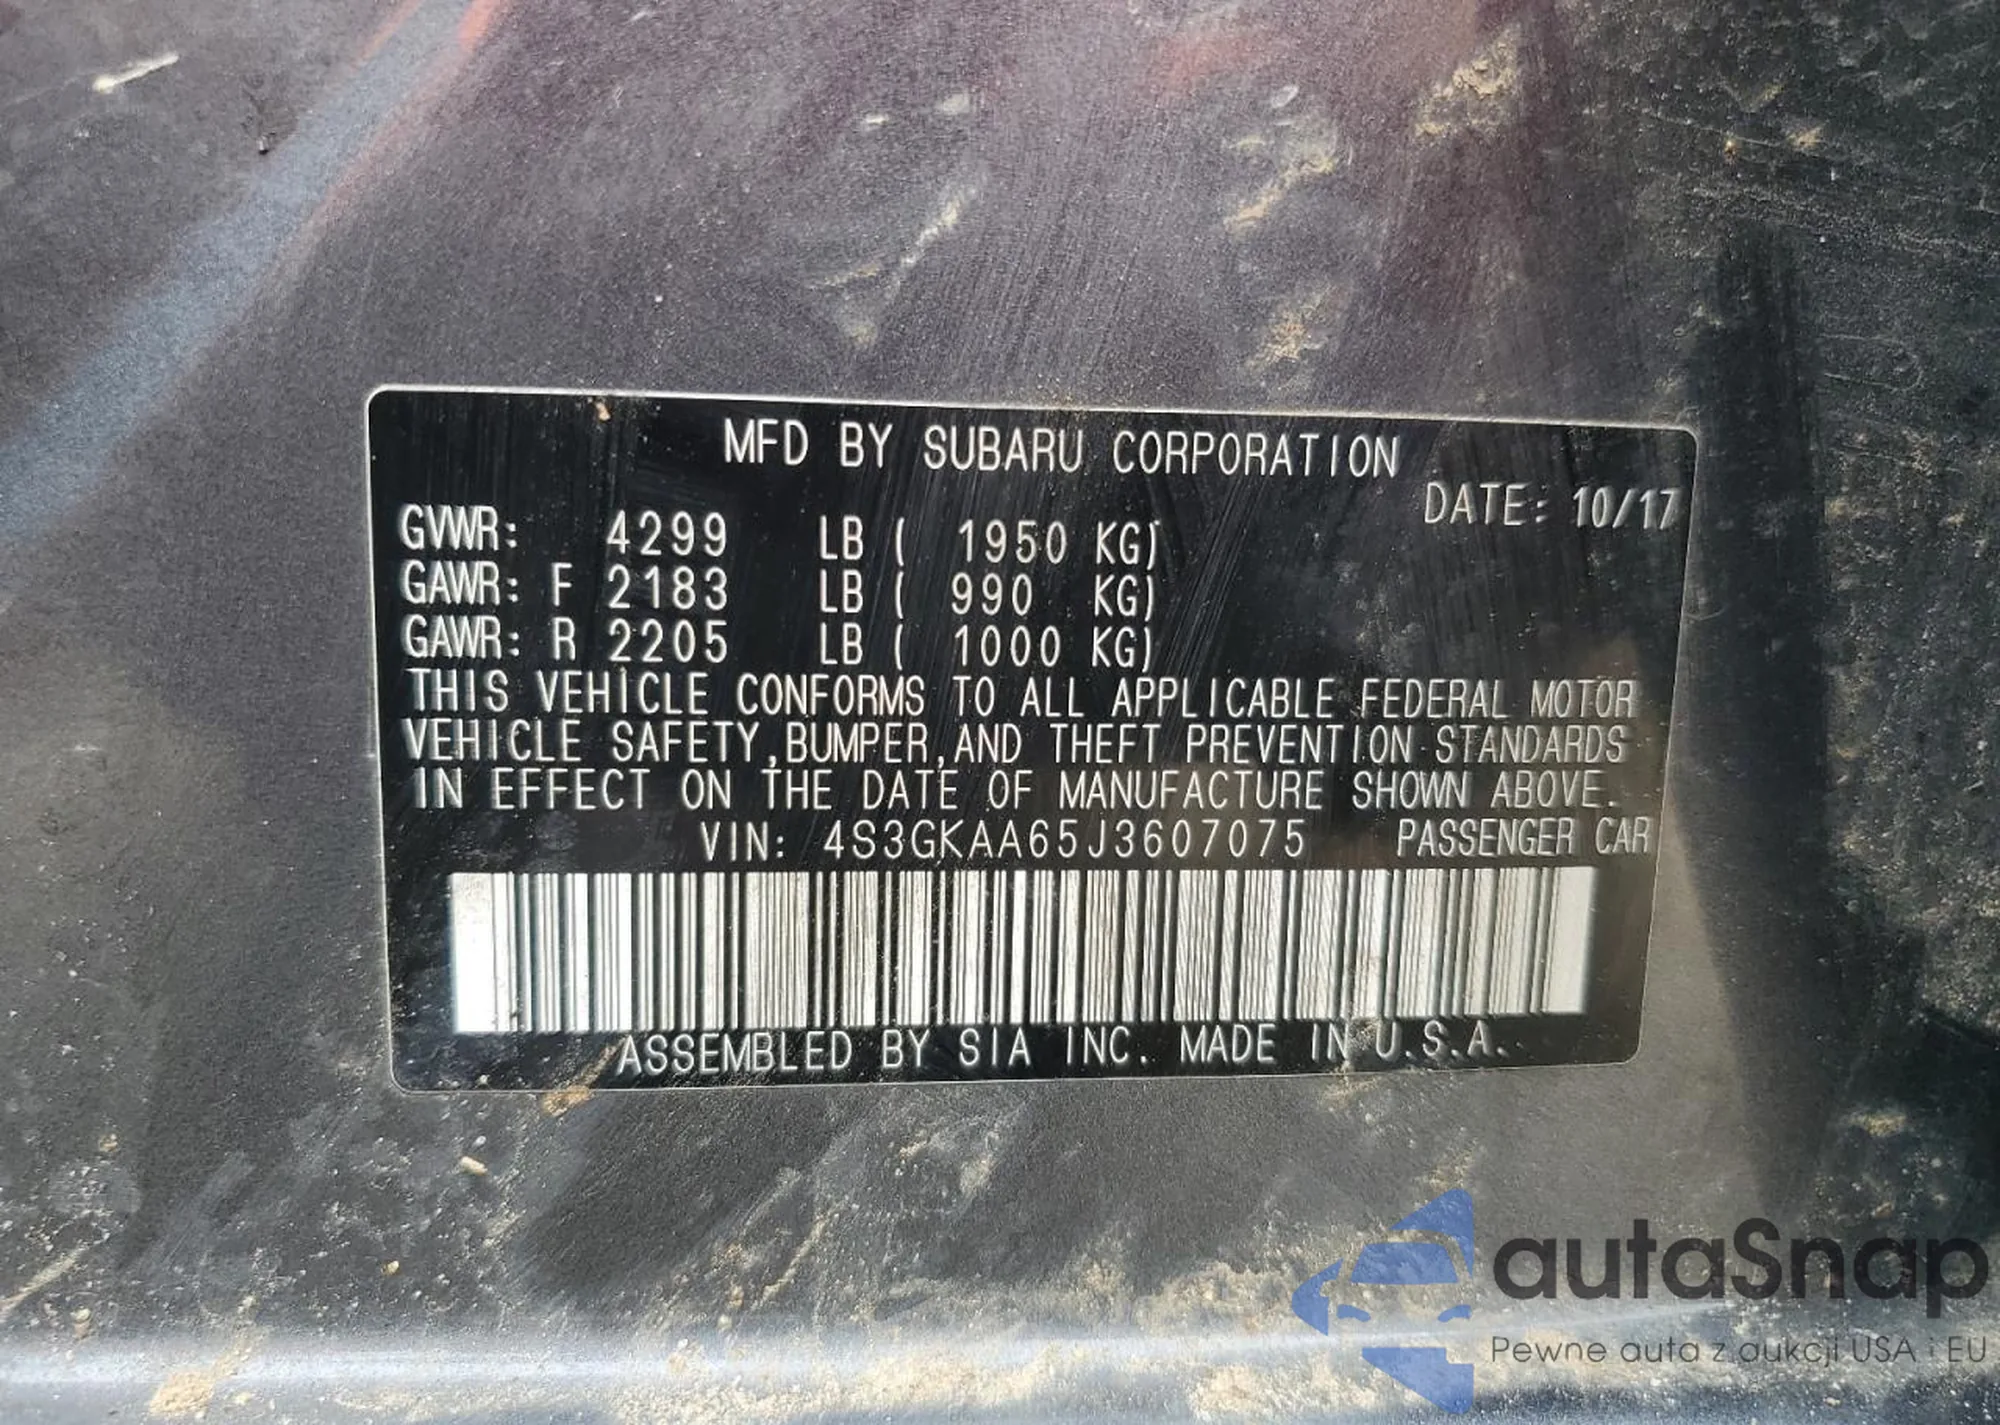 MFD BY SUBARU CORPORATION
DATE: 10/17
GVWR: 4299 LB ( 1950 KG)
GAWR: F 2183 LB ( 990 KG)
GAWR: R 2205 LB ( 1000 KG)
THIS VEHICLE CONFORMS TO ALL APPLICABLE FEDERAL MOTOR
VEHICLE SAFETY,BUMPER,AND THEFT PREVENTION STANDARDS
IN EFFECT ON THE DATE OF MANUFACTURE SHOWN ABOVE.
VIN: 4S3GKAA65J3607075 PASSENGER CAR
ASSEMBLED BY SIA INC. MADE IN U.S.A.
autaSnap
Pewne auta z aukcji USA i EU